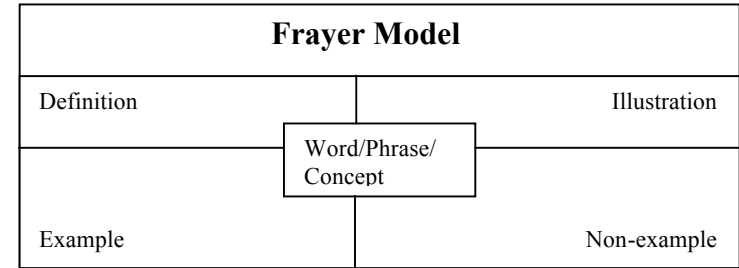 Frayer Model
Definition
Illustration
Word/Phrase/
Concept
Example
Non-example